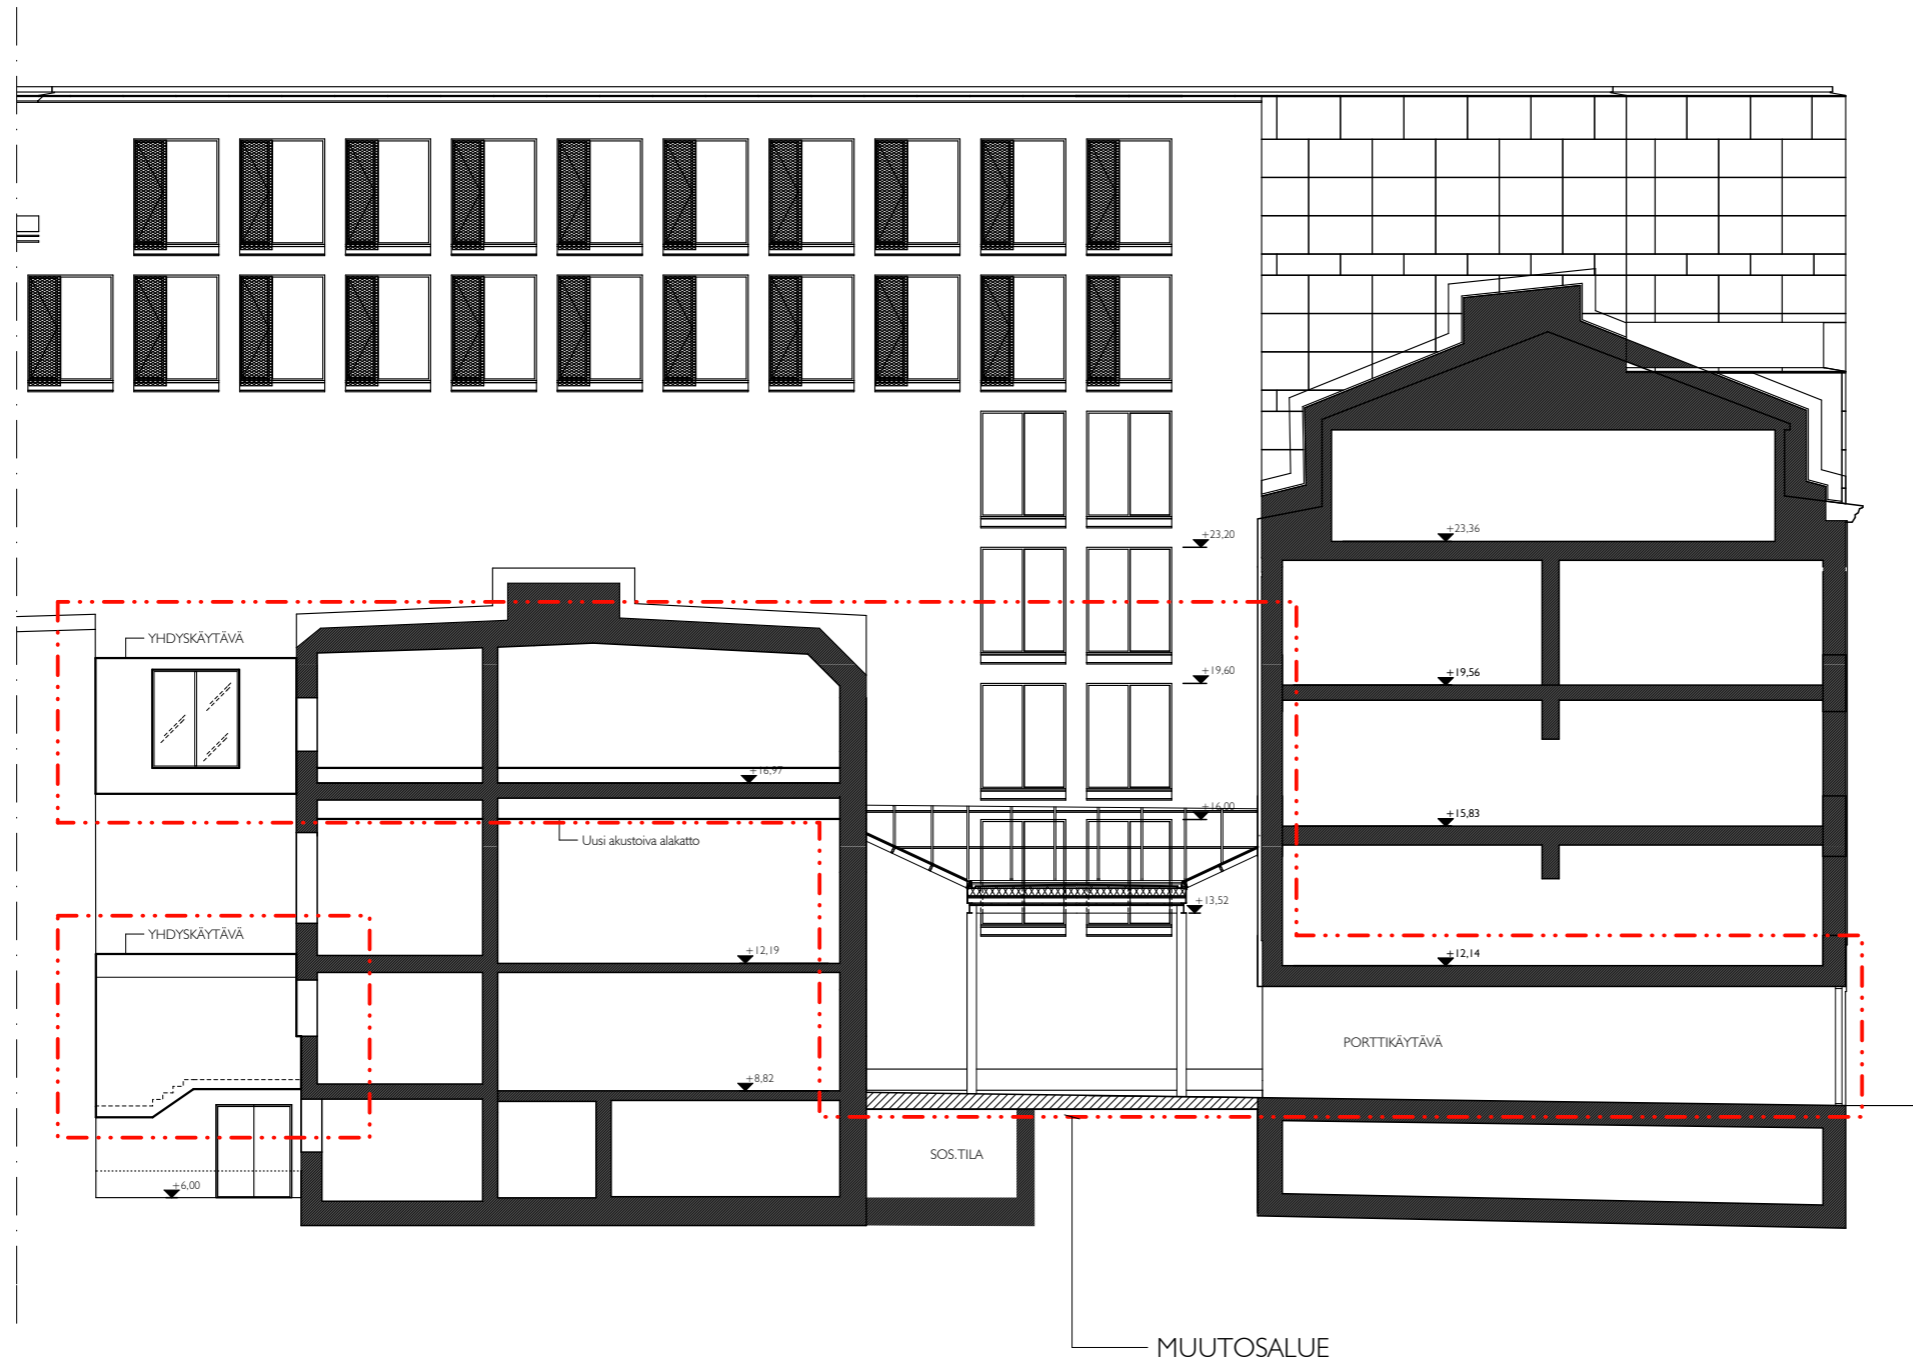 +23,20
+23,36
YHDYSKÄYTÄVÄ
+19,60
+19,56
+16,97
+16,00
+15,83
Uusi akustoiva alakatto
+13,52
YHDYSKÄYTÄVÄ
+12,19
+12,14
PORTTIKÄYTÄVÄ
+8,82
SOS.TILA
+6,00
MUUTOSALUE